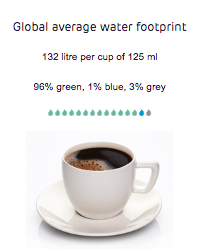 Global average water footprint
132 litre per cup of 125 ml
96% green, 1% blue, 3% grey